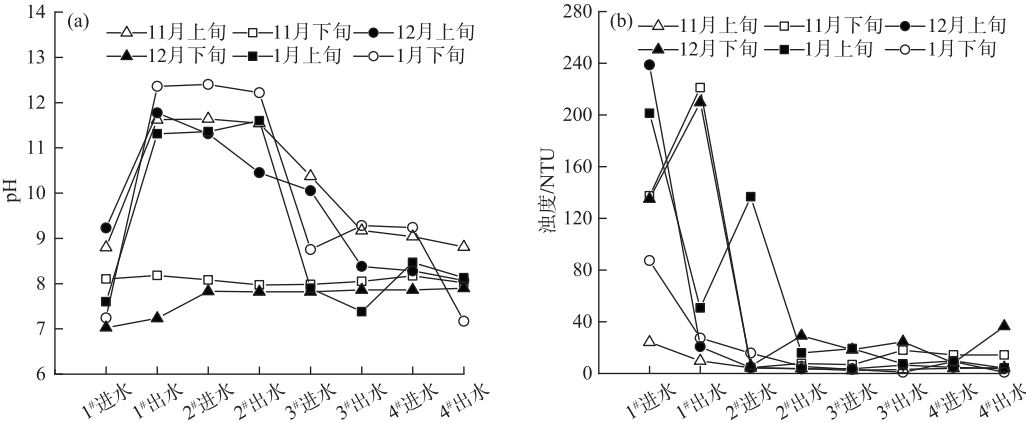 (a)
11月上旬 11月下旬 12月上旬
12月下旬 1月上旬 1月下旬
14
13
12
11
10
9
8
7
6
pH
1#进水 1#出水 2#进水 2#出水 3#进水 3#出水 4#进水 4#出水
(b)
11月上旬 11月下旬 12月上旬
12月下旬 1月上旬 1月下旬
280
240
200
160
120
80
40
0
浊度/NTU
1#进水 1#出水 2#进水 2#出水 3#进水 3#出水 4#进水 4#出水